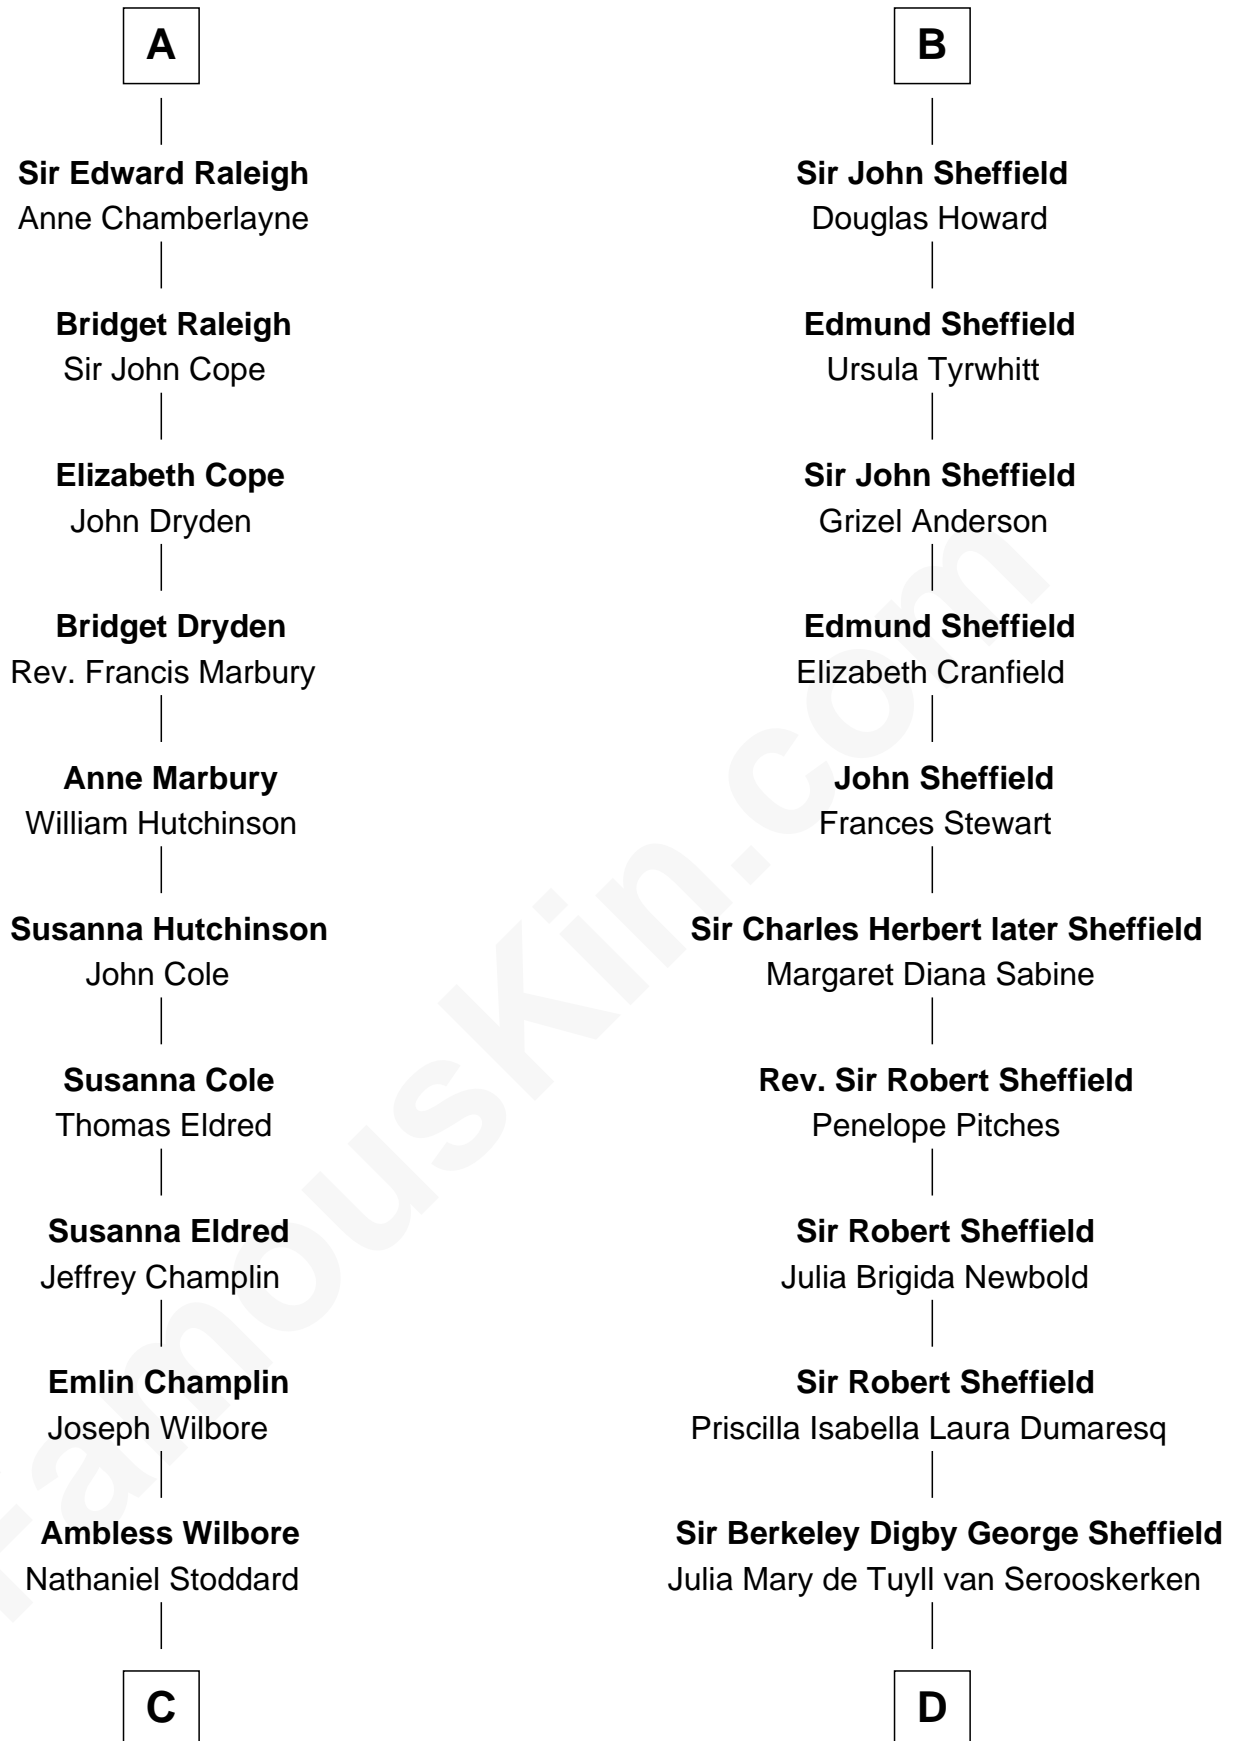 A
Sir Edward Raleigh
Anne Chamberlayne
Bridget Raleigh
Sir John Cope
Elizabeth Cope
John Dryden
Bridget Dryden
Rev. Francis Marbury
Anne Marbury
William Hutchinson
Susanna Hutchinson
John Cole
Susanna Cole
Thomas Eldred
Susanna Eldred
Jeffrey Champlin
Emlin Champlin
Joseph Wilbore
Ambless Wilbore
Nathaniel Stoddard
C
B
Sir John Sheffield
Douglas Howard
Edmund Sheffield
Ursula Tyrwhitt
Sir John Sheffield
Grizel Anderson
Edmund Sheffield
Elizabeth Cranfield
John Sheffield
Frances Stewart
Sir Charles Herbert later Sheffield
Margaret Diana Sabine
Rev. Sir Robert Sheffield
Penelope Pitches
Sir Robert Sheffield
Julia Brigida Newbold
Sir Robert Sheffield
Priscilla Isabella Laura Dumaresq
Sir Berkeley Digby George Sheffield
Julia Mary de Tuyll van Serooskerken
D
FamousKin.com